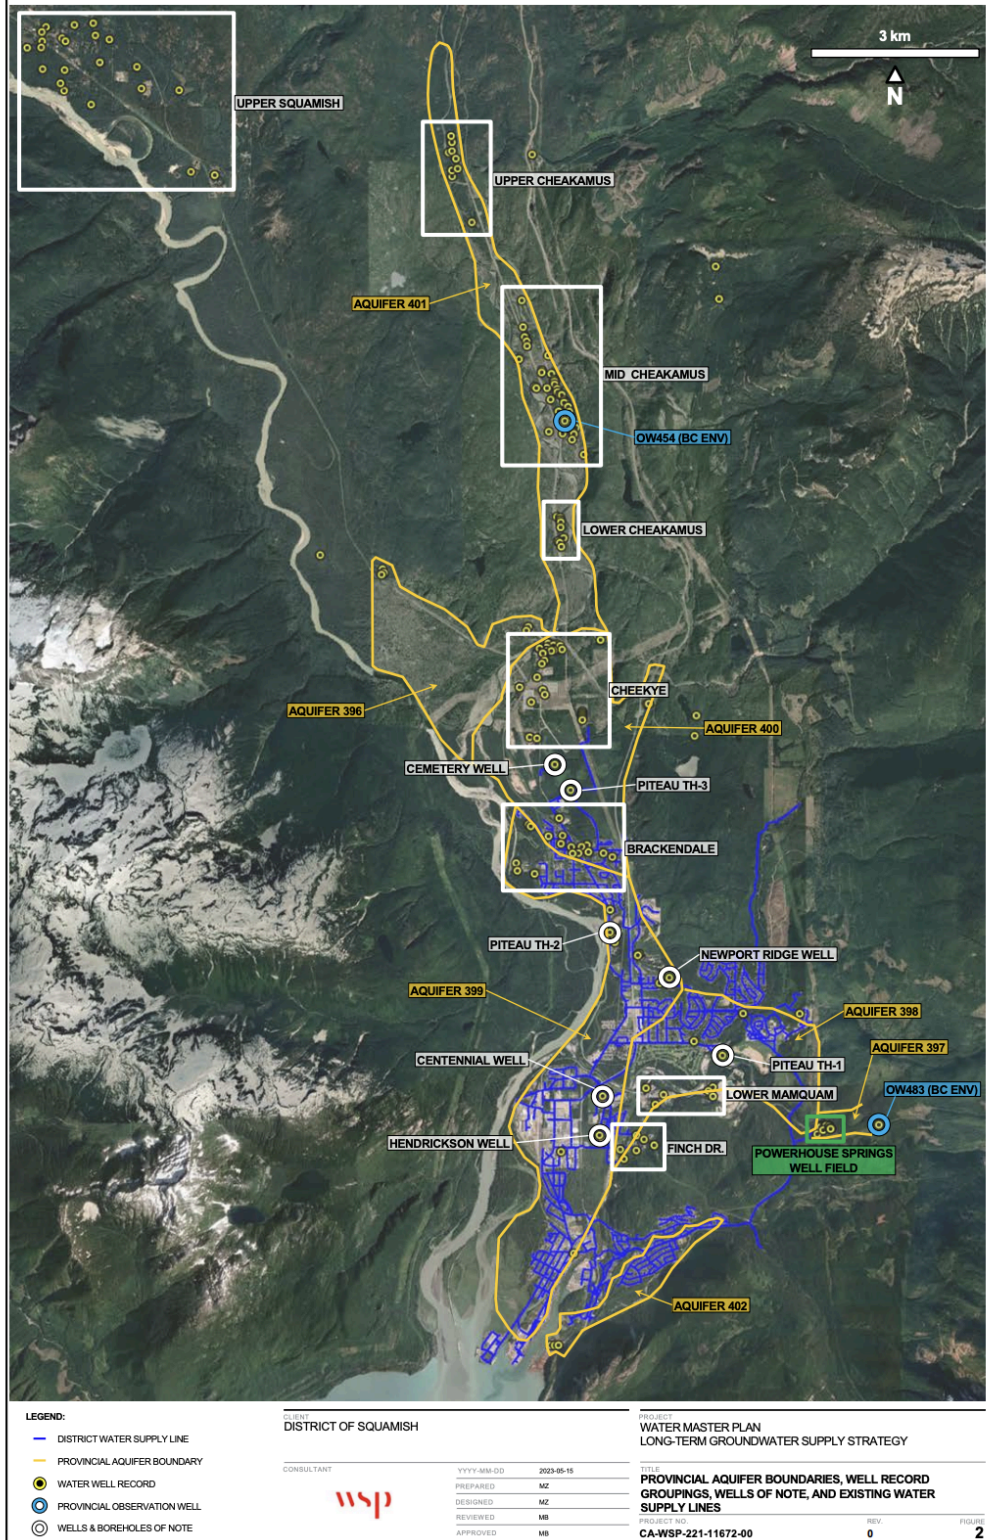 3 km
N
UPPER SQUAMISH
UPPER CHEAKAMUS
AQUIFER 401
MID CHEAKAMUS
OW454 (BC ENV)
LOWER CHEAKAMUS
CHEEKYE
AQUIFER 396
AQUIFER 400
CEMETERY WELL
PITEAU TH-3
BRACKENDALE
PITEAU TH-2
NEWPORT RIDGE WELL
AQUIFER 399
AQUIFER 398
AQUIFER 397
CENTENNIAL WELL
PITEAU TH-1
OW483 (BC ENV)
LOWER MAMQUAM
HENDRICKSON WELL
FINCH DR.
POWERHOUSE SPRINGS
WELL FIELD
AQUIFER 402
LEGEND:
DISTRICT WATER SUPPLY LINE
PROVINCIAL AQUIFER BOUNDARY
WATER WELL RECORD
PROVINCIAL OBSERVATION WELL
WELLS & BOREHOLES OF NOTE
CLIENT
DISTRICT OF SQUAMISH
CONSULTANT
wsp
YYYY-MM-DD 2023-05-15
PREPARED MZ
DESIGNED MZ
REVIEWED MB
APPROVED MB
PROJECT
WATER MASTER PLAN
LONG-TERM GROUNDWATER SUPPLY STRATEGY
TITLE
PROVINCIAL AQUIFER BOUNDARIES, WELL RECORD
GROUPINGS, WELLS OF NOTE, AND EXISTING WATER
SUPPLY LINES
PROJECT NO. REV. FIGURE
CA-WSP-221-11672-00 0 2